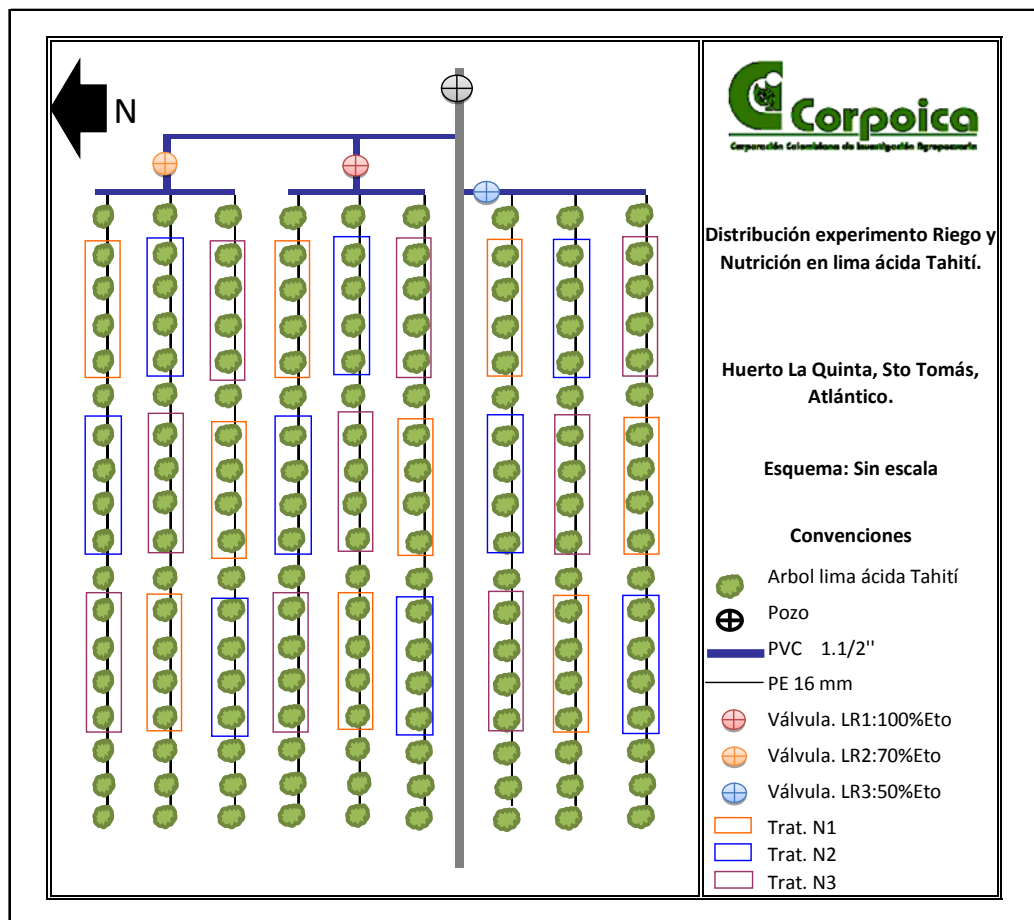 N
Corpoica
Corporación Colombiana de Investigación Agropecuaria
Distribución experimento Riego y
Nutrición en lima ácida Tahití.
Huerto La Quinta, Sto Tomás,
Atlántico.
Esquema: Sin escala
Convenciones
Arbol lima ácida Tahití
Pozo
PVC 1.1/2''
PE 16 mm
Válvula. LR1:100%Eto
Válvula. LR2:70%Eto
Válvula. LR3:50%Eto
Trat. N1
Trat. N2
Trat. N3